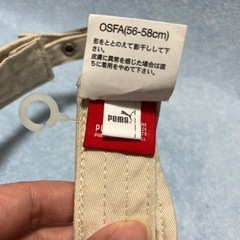 OSFA(56-58cm)
形をととのえて影干しして下
さい。
皮膚に異常を感じた場合は直
ちに着用を中めて下さい。
PUMA